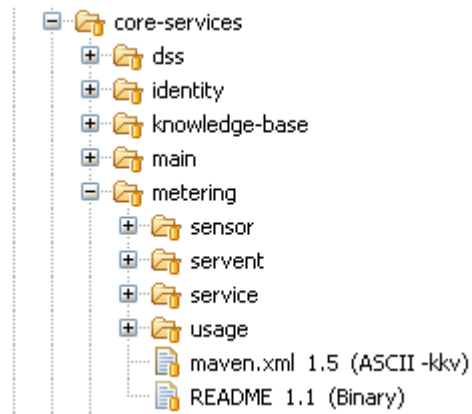 core-services
dss
identity
knowledge-base
main
metering
sensor
servent
service
usage
maven.xml 1.5 (ASCII -kkv)
README 1.1 (Binary)